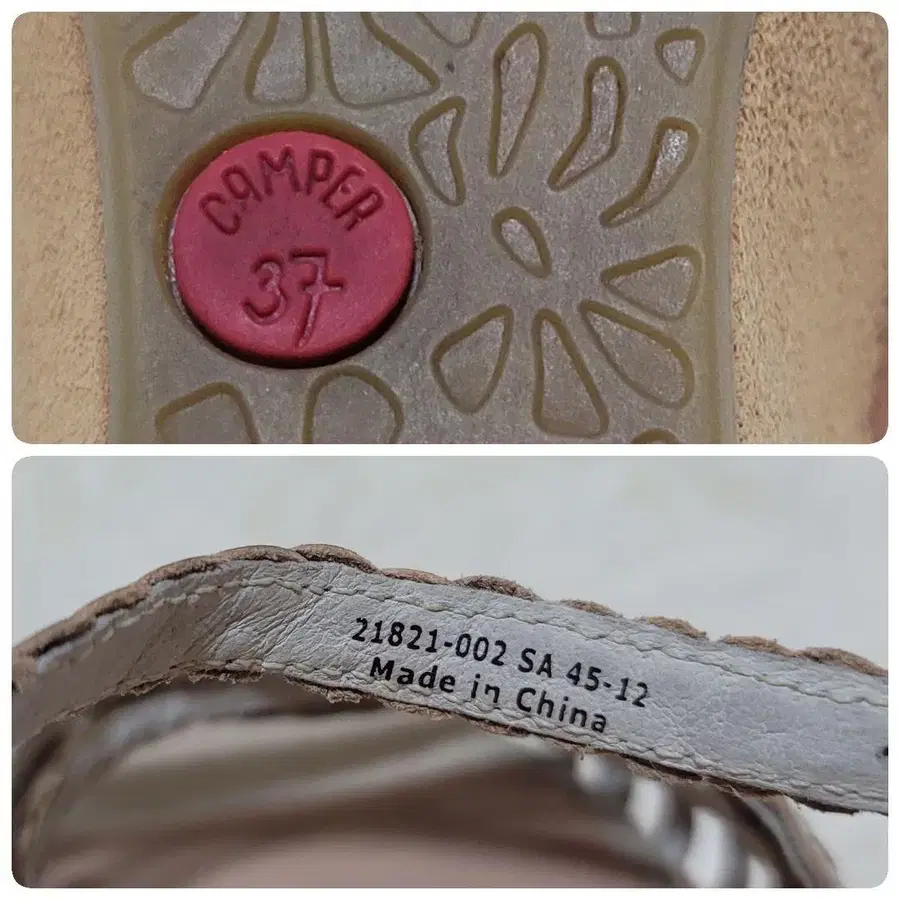 CAMPER
37
21821-002 SA 45-12
Made in China